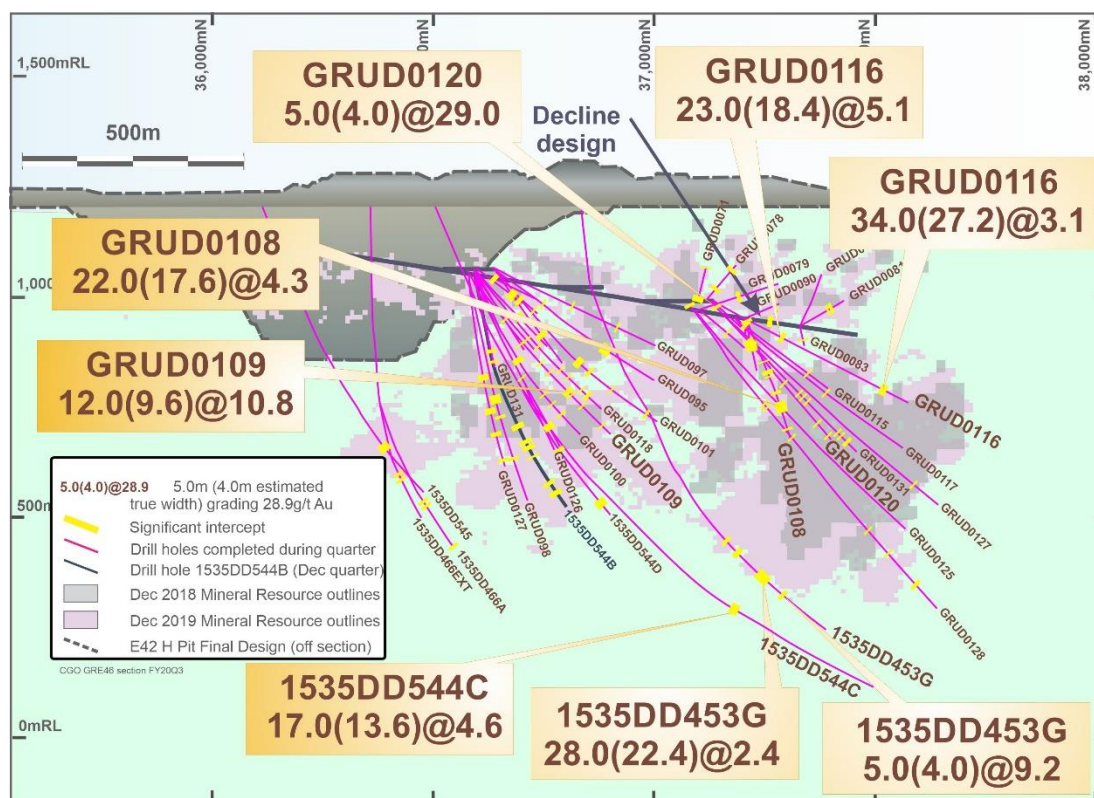 36,000mN
37,000mN
38,000mN
1,500mRL
500m
GRUD0120
5.0(4.0)@29.0
Decline
design
GRUD0116
23.0(18.4)@5.1
GRUD0116
34.0(27.2)@3.1
GRUD0108
22.0(17.6)@4.3
GRUD0109
12.0(9.6)@10.8
GRUD0071
GRUD0079
GRUD0090
GRUD0081
GRUD0083
GRUD097
GRUD095
GRUD0101
GRUD0118
GRUD0109
GRUD0100
GRUD0126
GRUD131
GRUD0127
GRUD098
1535DD544B
1535DD544D
1535DD545
1535DD466A
1535DD466EXT
GRUD0116
GRUD0115
GRUD0117
GRUD0131
GRUD0127
GRUD0120
GRUD0108
GRUD0125
GRUD0128
5.0(4.0)@28.9 5.0m (4.0m estimated
true width) grading 28.9g/t Au
Significant intercept
Drill holes completed during quarter
Drill hole 1535DD544B (Dec quarter)
Dec 2018 Mineral Resource outlines
Dec 2019 Mineral Resource outlines
E42 H Pit Final Design (off section)
CGO GRE46 section FY20Q3
1535DD544C
1535DD453G
1535DD544C
17.0(13.6)@4.6
1535DD453G
28.0(22.4)@2.4
1535DD453G
5.0(4.0)@9.2
0mRL